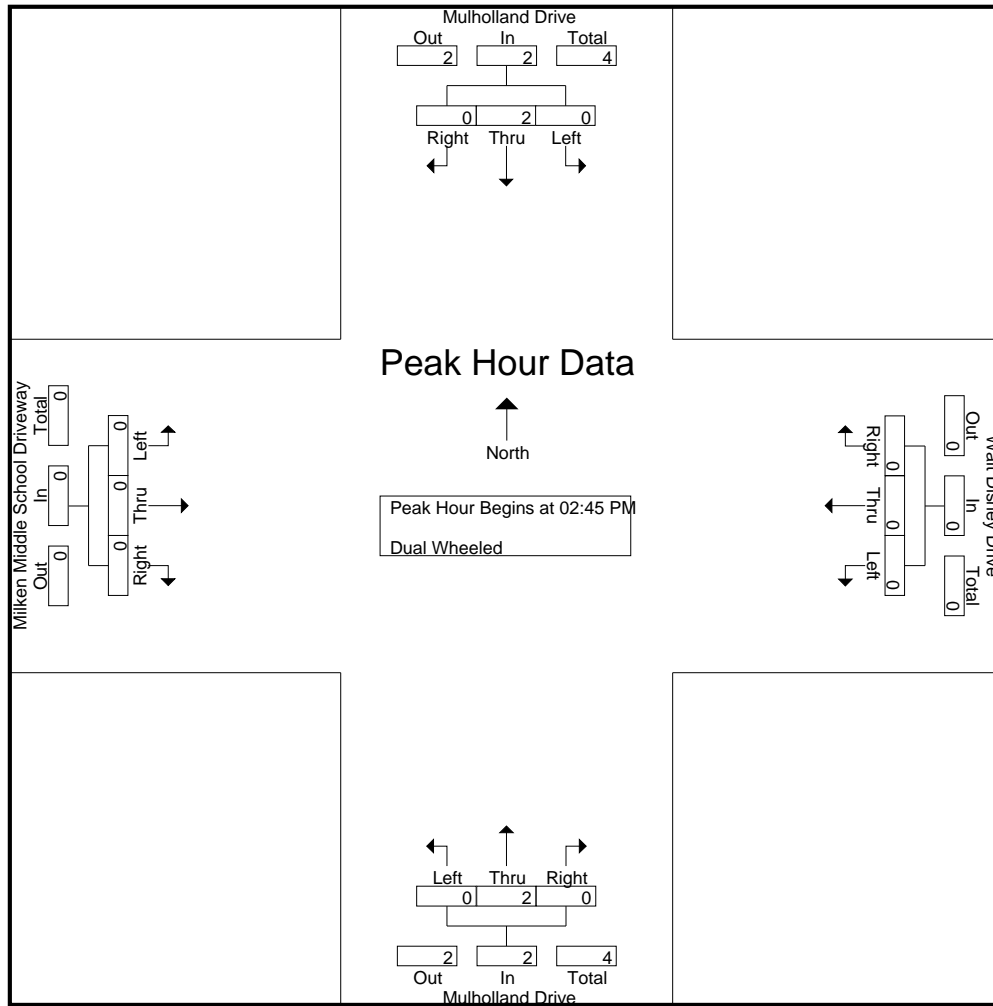 Mulholland Drive
Out In Total
2 2 4
0 2 0
Right Thru Left
Peak Hour Data
North
Peak Hour Begins at 02:45 PM
Dual Wheeled
Milken Middle School Driveway
Out In Total
0 0 0
0 0 0
Right Thru Left
Walt Disney Drive
Out In Total
0 0 0
Right Thru Left
0 0 0
Left Thru Right
0 2 0
2 2 4
Out In Total
Mulholland Drive